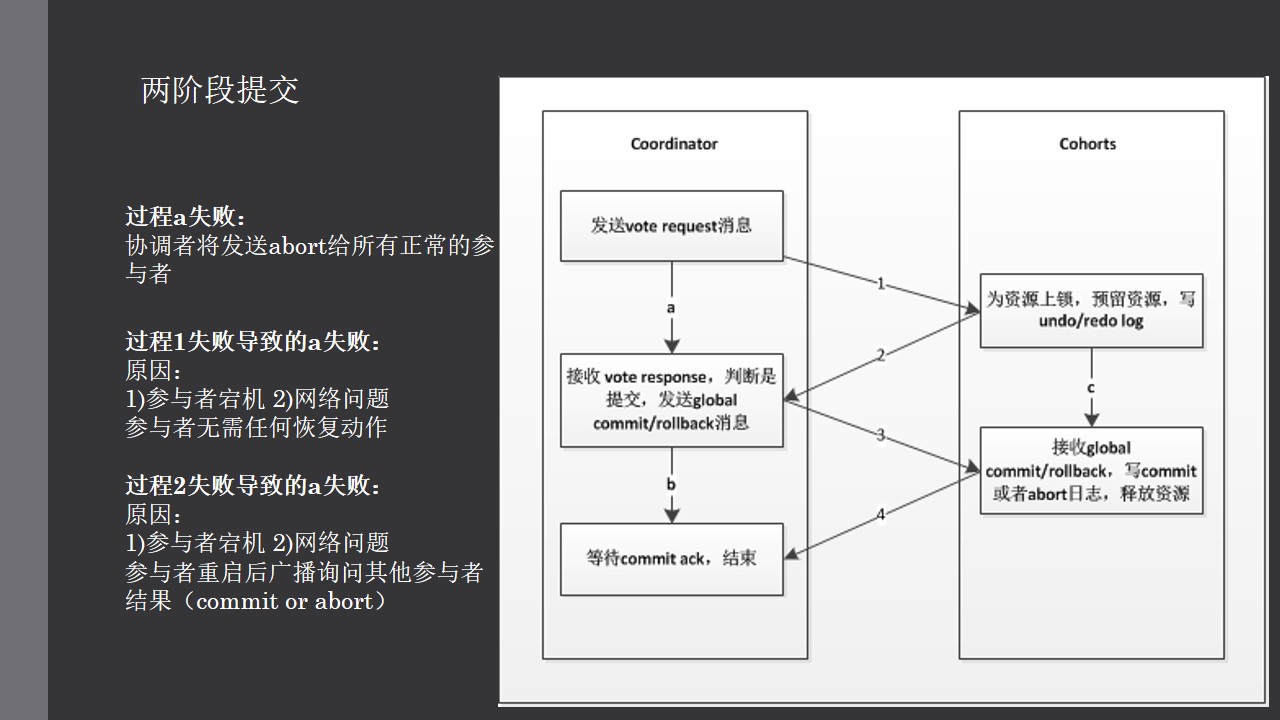 两阶段提交
过程a失败：
协调者将发送abort给所有正常的参
与者
过程1失败导致的a失败：
原因：
1)参与者宕机 2)网络问题
参与者无需任何恢复动作
过程2失败导致的a失败：
原因：
1)参与者宕机 2)网络问题
参与者重启后广播询问其他参与者
结果（commit or abort）
Coordinator
Cohorts
发送vote request消息
1
为资源上锁，预留资源，写
undo/redo log
a
2
接收 vote response，判断是
提交，发送global
commit/rollback消息
c
3
接收global
commit/rollback，写commit
或者abort日志，释放资源
b
4
等待commit ack，结束